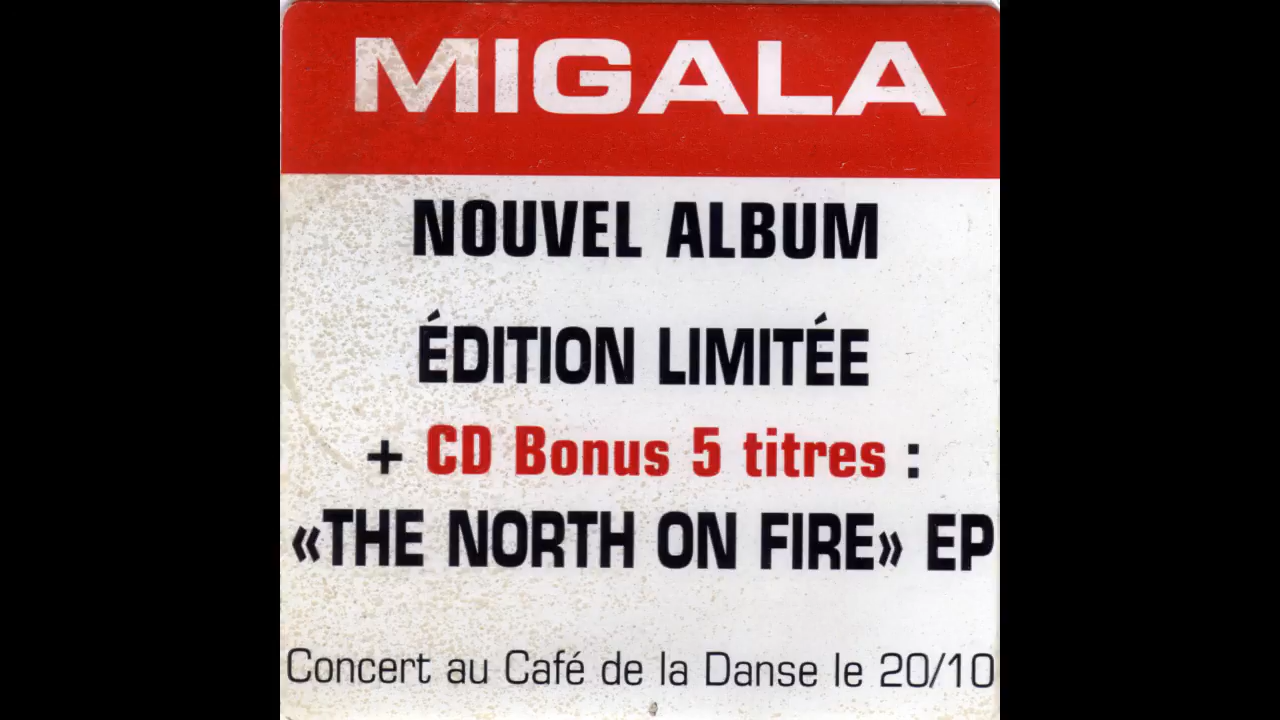 MIGALA
NOUVEL ALBUM
ÉDITION LIMITÉE
+ CD Bonus 5 titres :
«THE NORTH ON FIRE» EP
Concert au Café de la Danse le 20/10